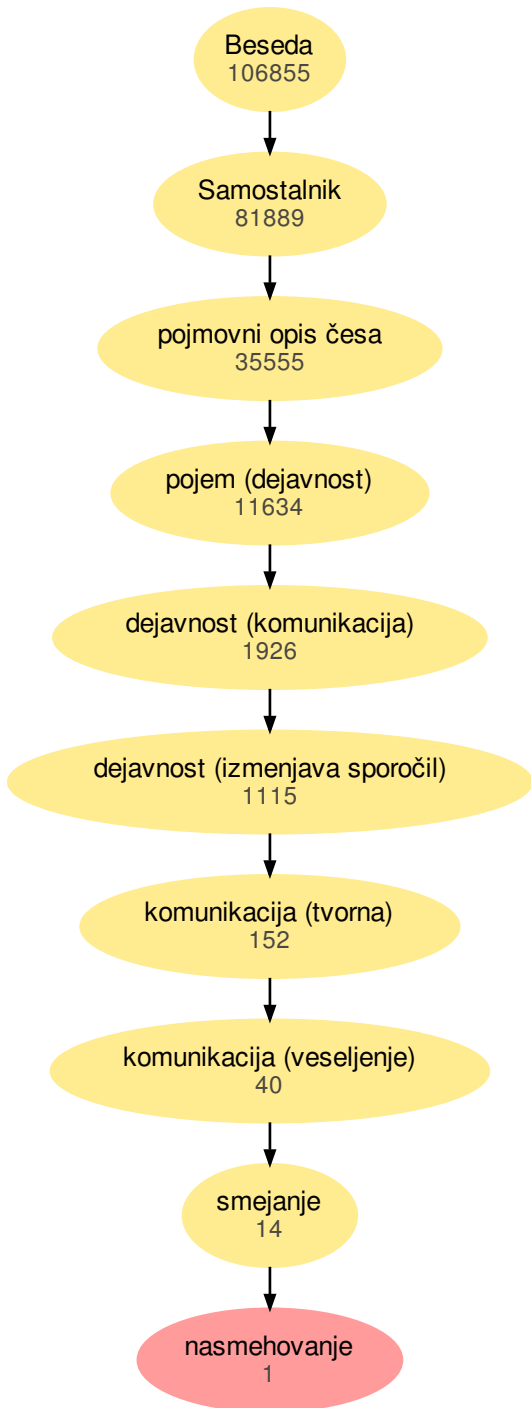 Beseda
106855
Samostalnik
81889
pojmovni opis česa
35555
pojem (dejavnost)
11634
dejavnost (komunikacija)
1926
dejavnost (izmenjava sporočil)
1115
komunikacija (tvorna)
152
komunikacija (veseljenje)
40
smejanje
14
nasmehovanje
1